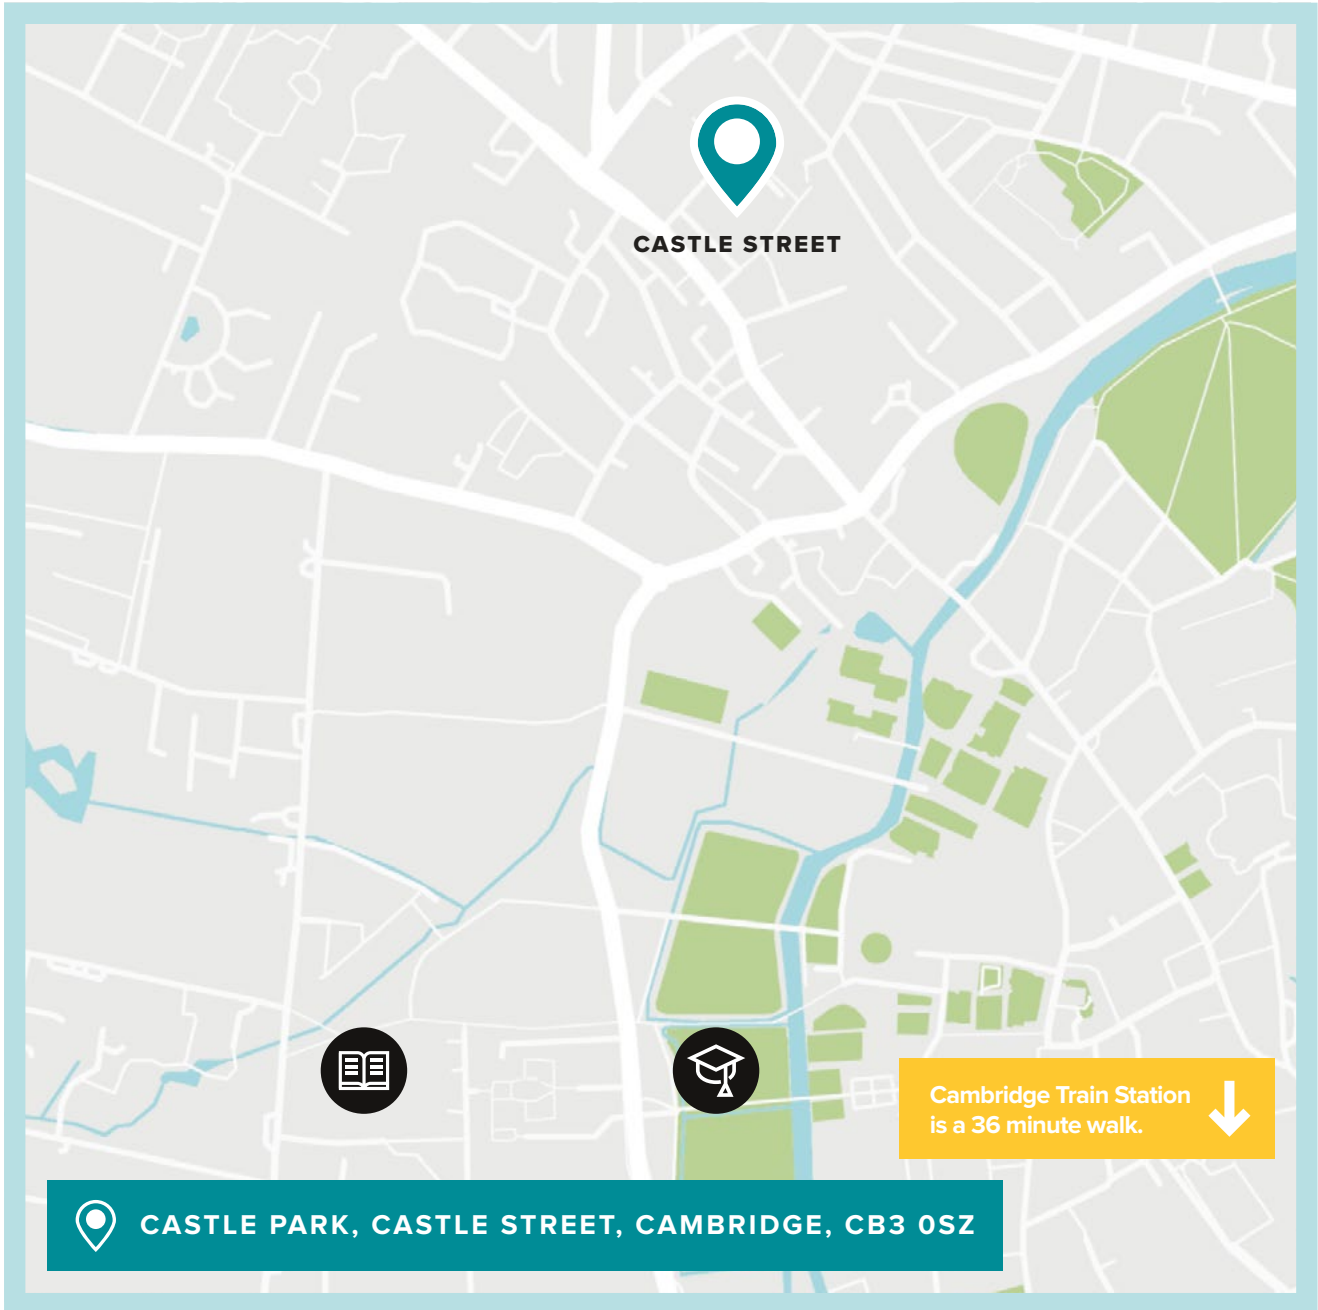 CASTLE STREET
Cambridge Train Station
is a 36 minute walk.
CASTLE PARK, CASTLE STREET, CAMBRIDGE, CB3 0SZ